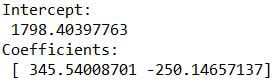 Intercept:
1798.40397763
Coefficients:
[ 345.54008701 -250.14657137]